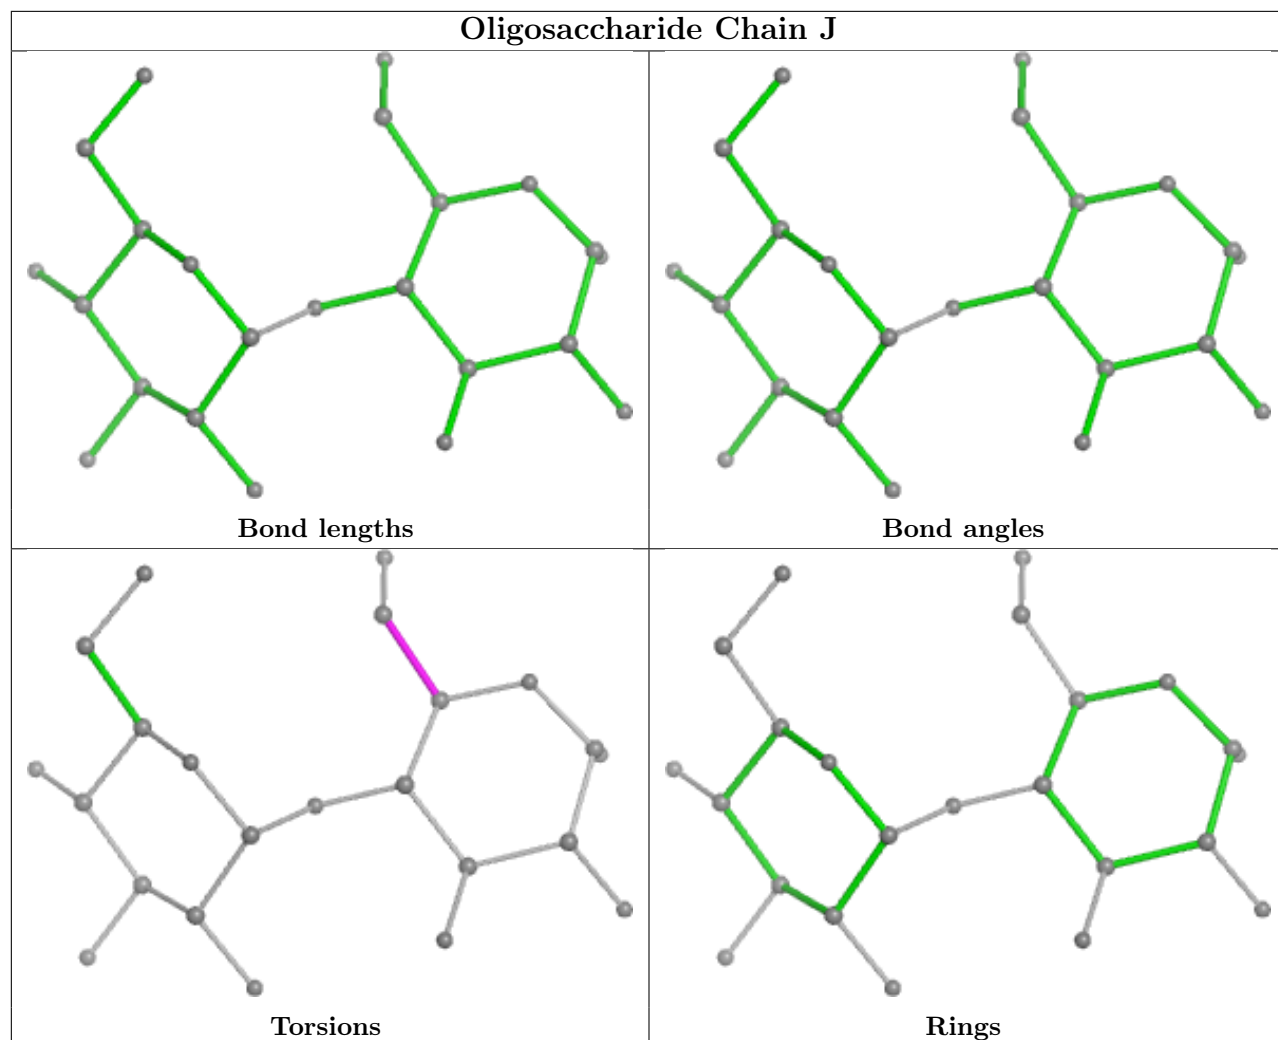 Oligosaccharide Chain J
Bond lengths
Bond angles
Torsions
Rings